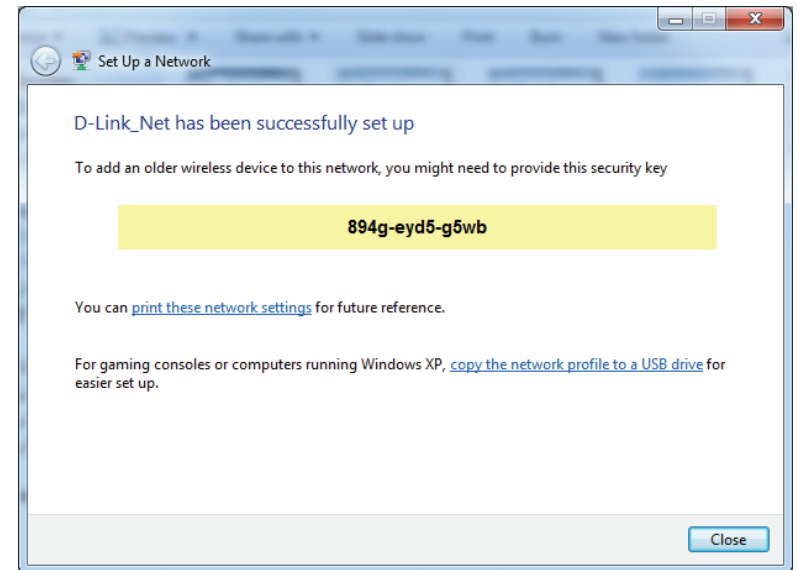 Set Up a Network
D-Link_Net has been successfully set up
To add an older wireless device to this network, you might need to provide this security key
894g-eyd5-g5wb
You can print these network settings for future reference.
For gaming consoles or computers running Windows XP, copy the network profile to a USB drive for
easier set up.
Close